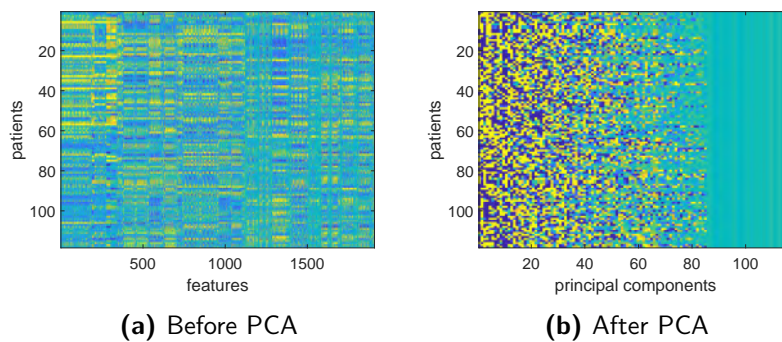 20
40
60
80
100
patients
500 1000 1500
features
(a) Before PCA
20
40
60
80
100
patients
20 40 60 80 100
principal components
(b) After PCA